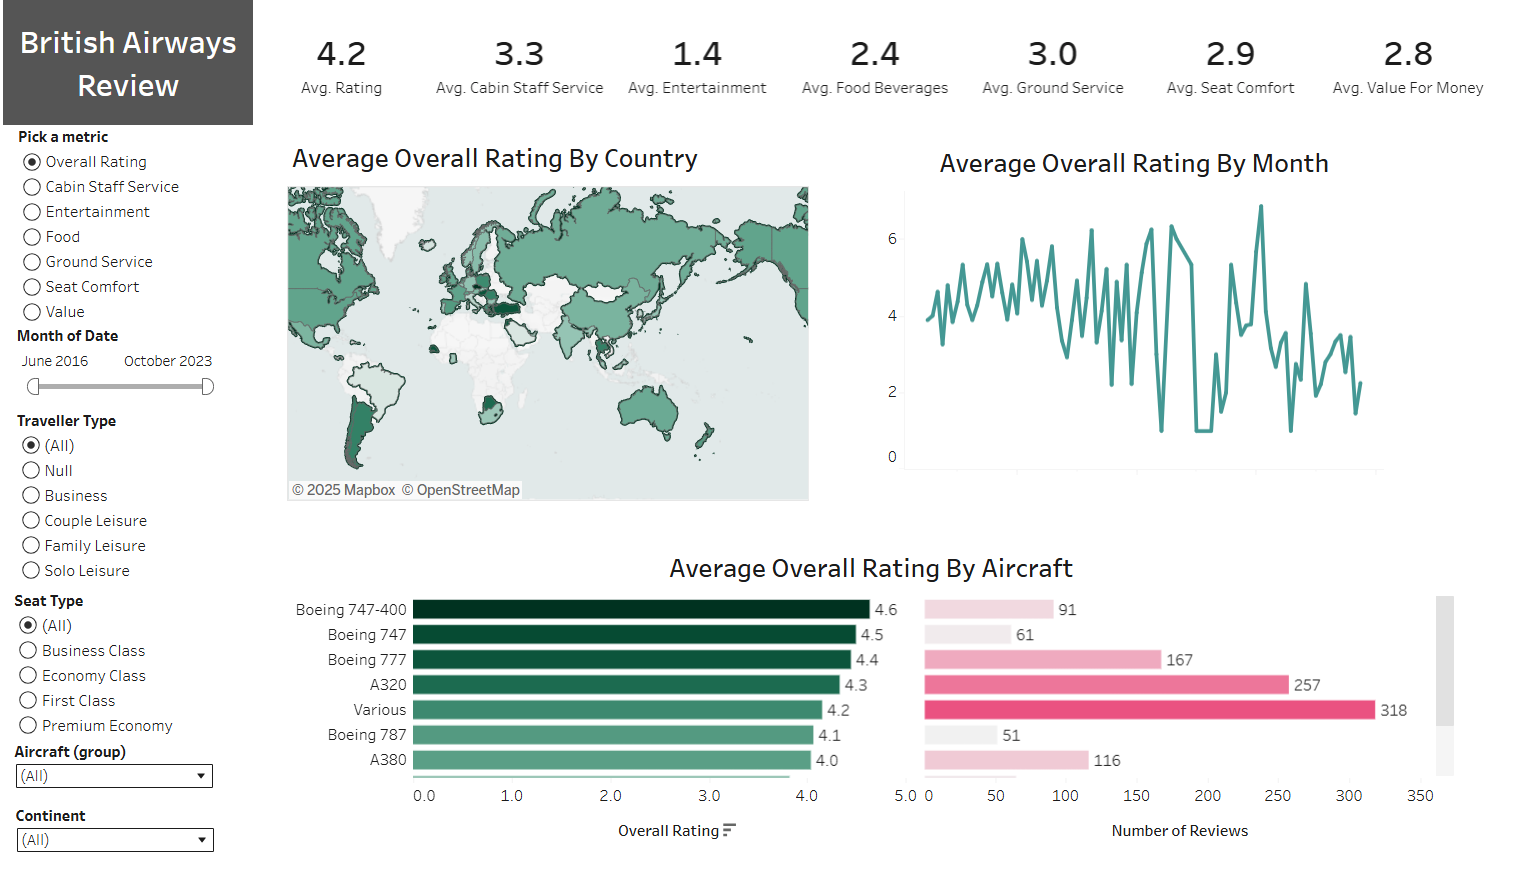 British Airways
Review
4.2
Avg. Rating
3.3
Avg. Cabin Staff Service
1.4
Avg. Entertainment
2.4
Avg. Food Beverages
3.0
Avg. Ground Service
2.9
Avg. Seat Comfort
2.8
Avg. Value For Money
Pick a metric
Overall Rating
Cabin Staff Service
Entertainment
Food
Ground Service
Seat Comfort
Value
Month of Date
June 2016 October 2023
Traveller Type
(All)
Null
Business
Couple Leisure
Family Leisure
Solo Leisure
Seat Type
(All)
Business Class
Economy Class
First Class
Premium Economy
Aircraft (group)
(All)
Continent
(All)
Average Overall Rating By Country
© 2025 Mapbox © OpenStreetMap
Average Overall Rating By Month
6
4
2
0
Average Overall Rating By Aircraft
Boeing 747-400 4.6 91
Boeing 747 4.5 61
Boeing 777 4.4 167
A320 4.3 257
Various 4.2 318
Boeing 787 4.1 51
A380 4.0 116
0.0 1.0 2.0 3.0 4.0 5.0 0 50 100 150 200 250 300 350
Overall Rating Number of Reviews